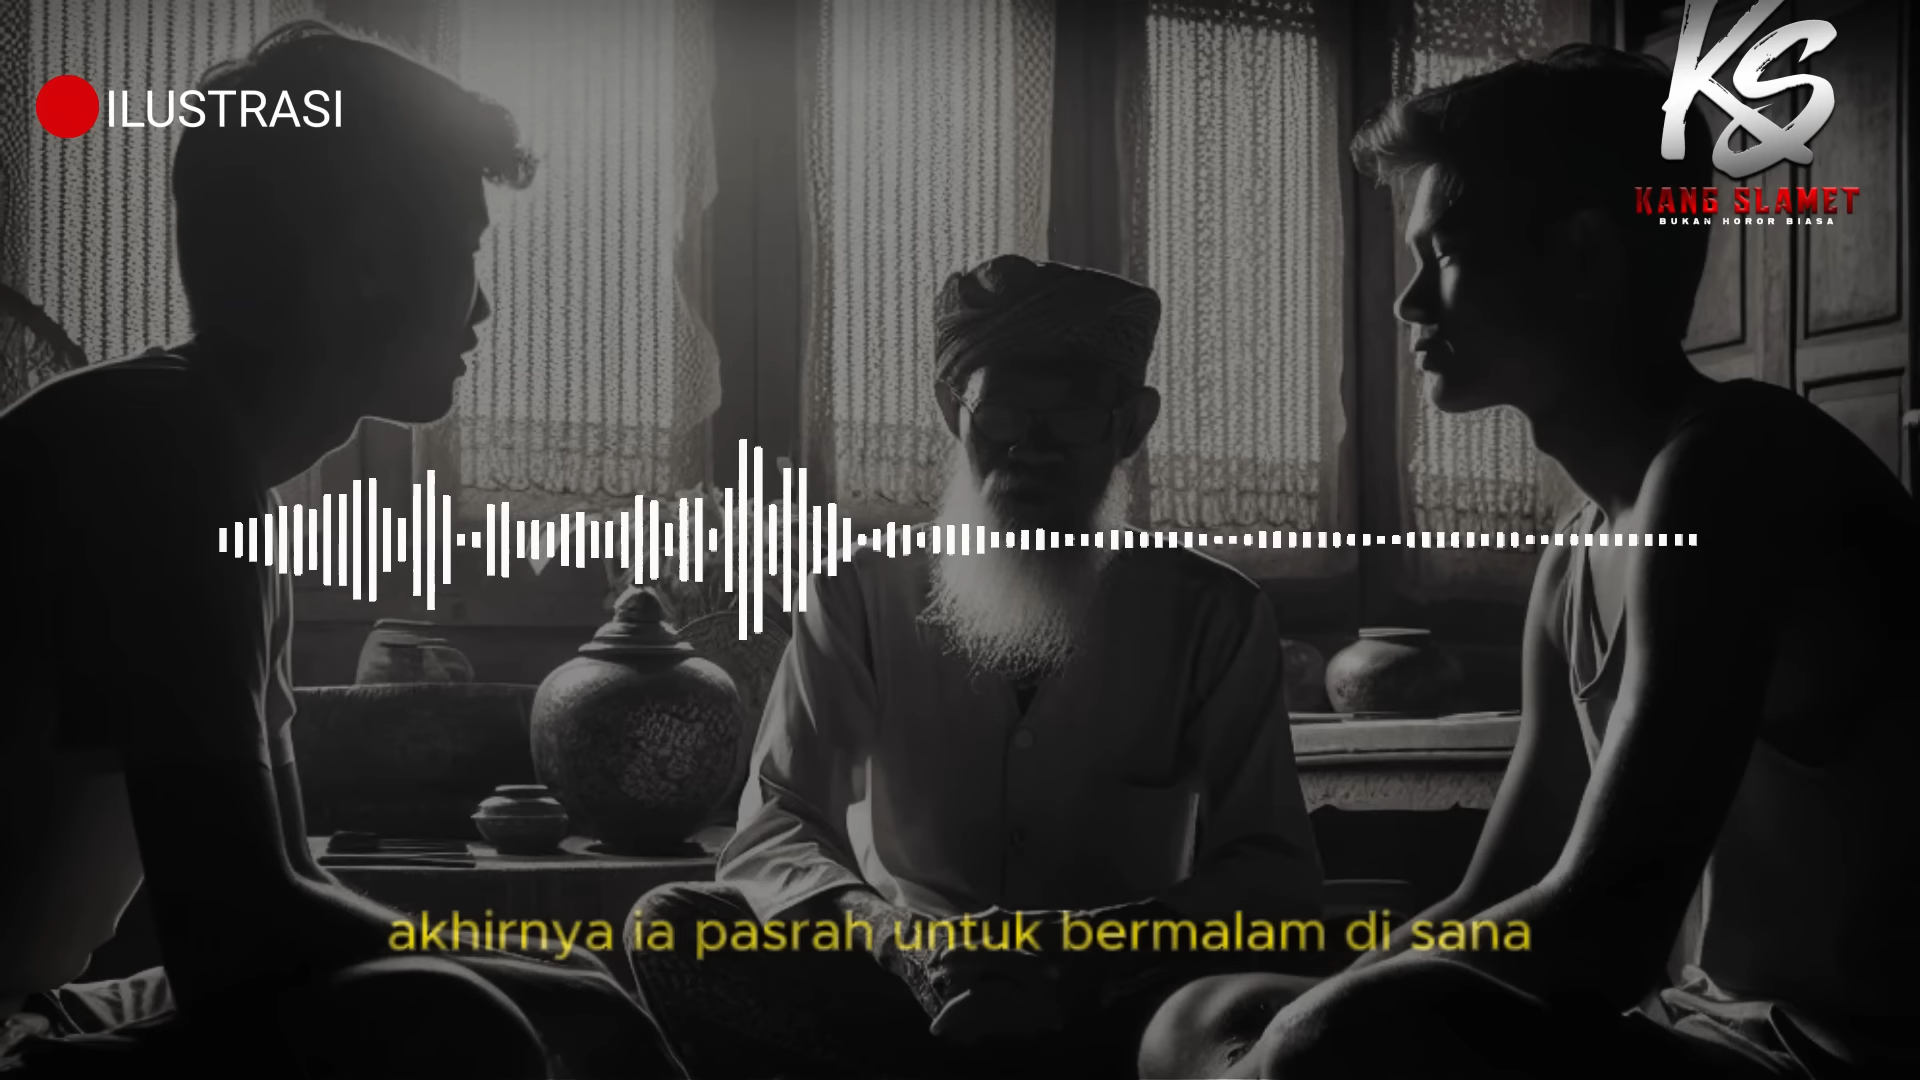 ILUSTRASI
KS
KANG SLAMET
BUKAN HOROR BIASA
akhirnya ia pasrah untuk bermalam di sana